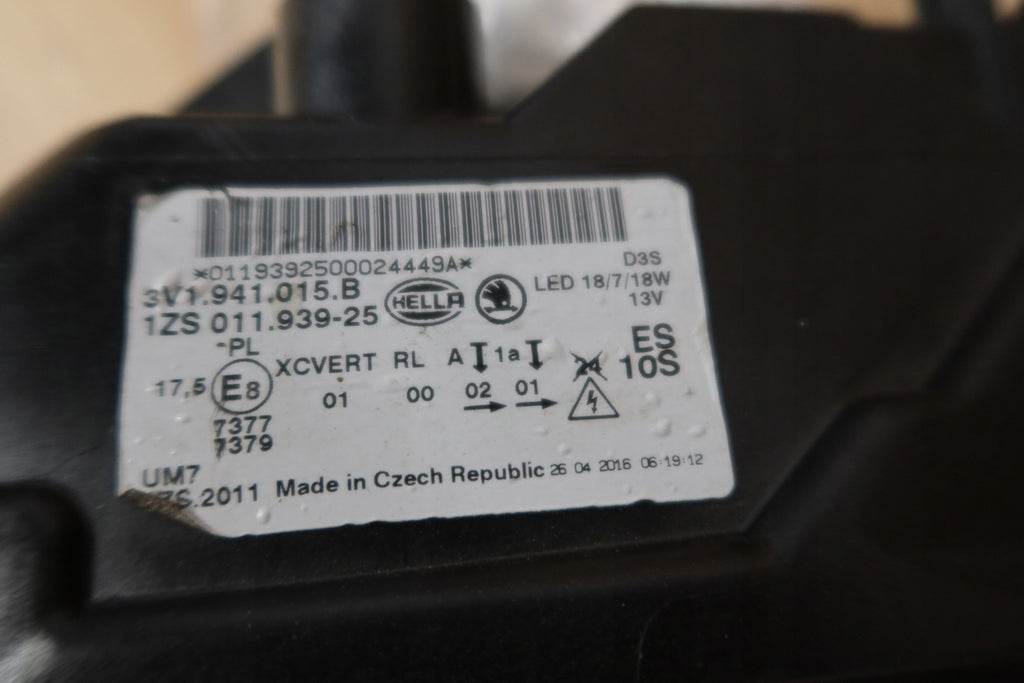 *0119392500024449A*
3V1.941.015.B
1ZS 011.939-25
HELLA
D3S
LED 18/7/18W
13V
-PL
XCVERT RL A 1a
ES
17,5 E8
01 00 02 01
24
10S
7377
7379
UM7
ZS.2011 Made in Czech Republic 26 04 2016 06:19:12